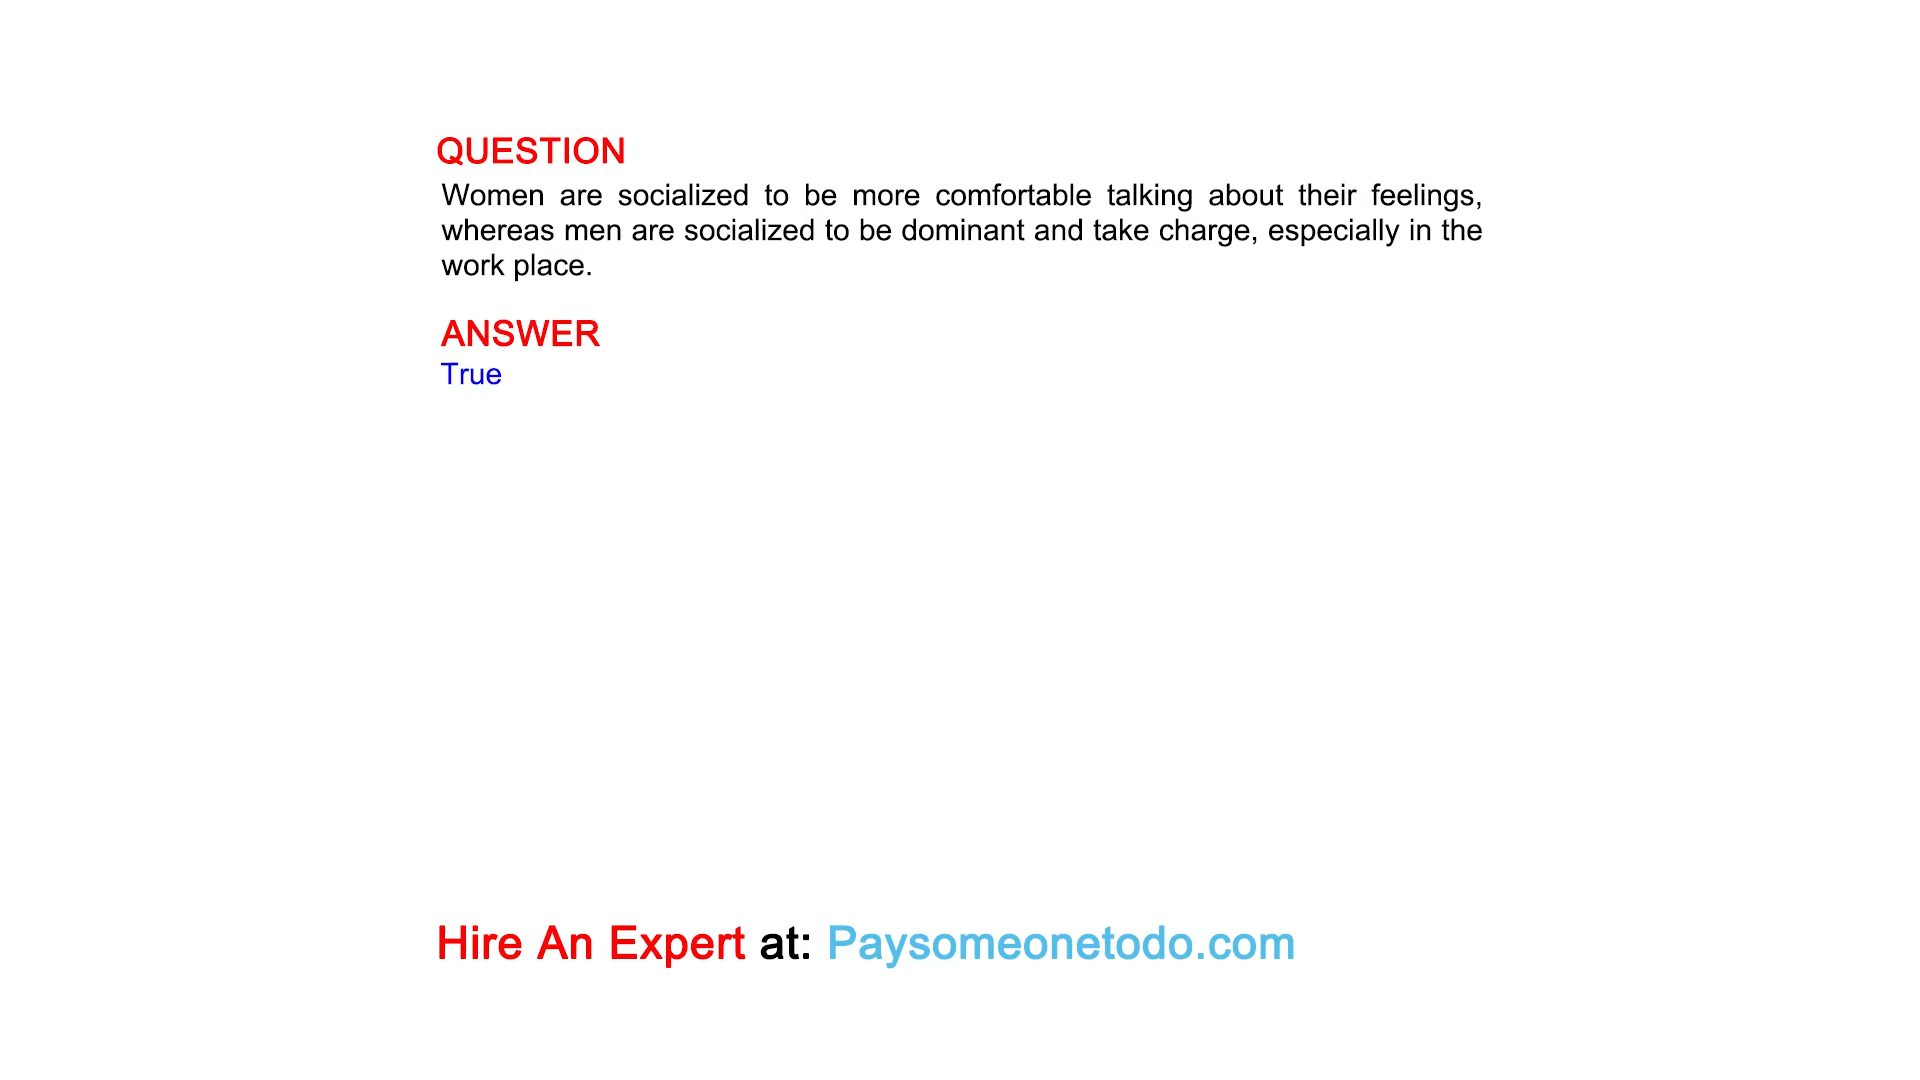 QUESTION
Women are socialized to be more comfortable talking about their feelings,
whereas men are socialized to be dominant and take charge, especially in the
work place.
ANSWER
True
Hire An Expert at: Paysomeonetodo.com